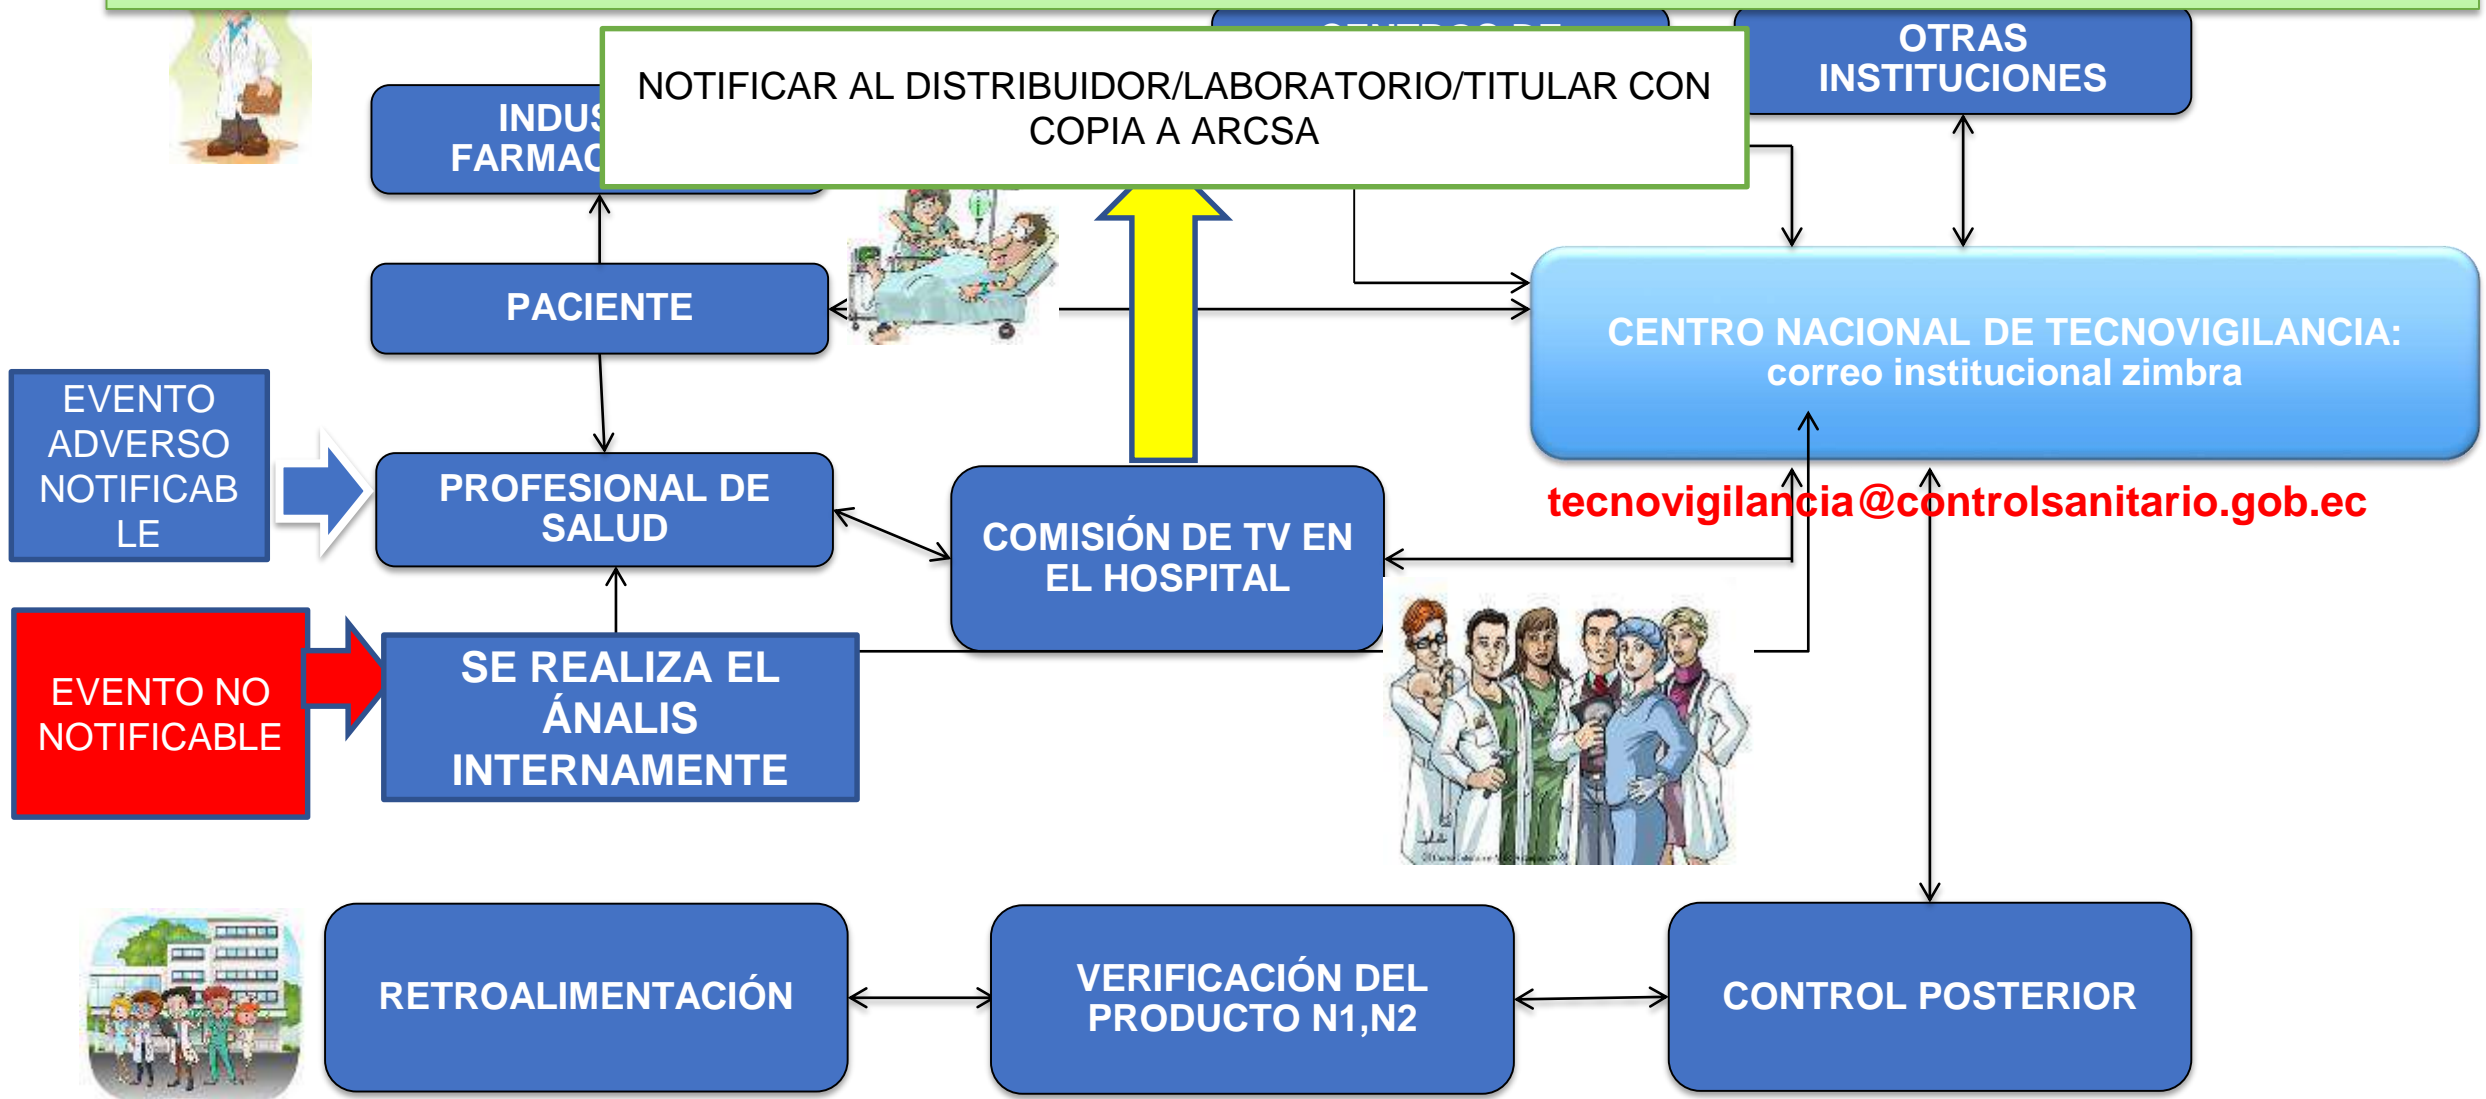 OTRAS
INSTITUCIONES
NOTIFICAR AL DISTRIBUIDOR/LABORATORIO/TITULAR CON
COPIA A ARCSA
PACIENTE
CENTRO NACIONAL DE TECNOVIGILANCIA:
correo institucional zimbra
tecnovigilancia@controlsanitario.gob.ec
EVENTO
ADVERSO
NOTIFICAB
LE
PROFESIONAL DE
SALUD
COMISIÓN DE TV EN
EL HOSPITAL
EVENTO NO
NOTIFICABLE
SE REALIZA EL
ÁNALIS
INTERNAMENTE
RETROALIMENTACIÓN
VERIFICACIÓN DEL
PRODUCTO N1,N2
CONTROL POSTERIOR